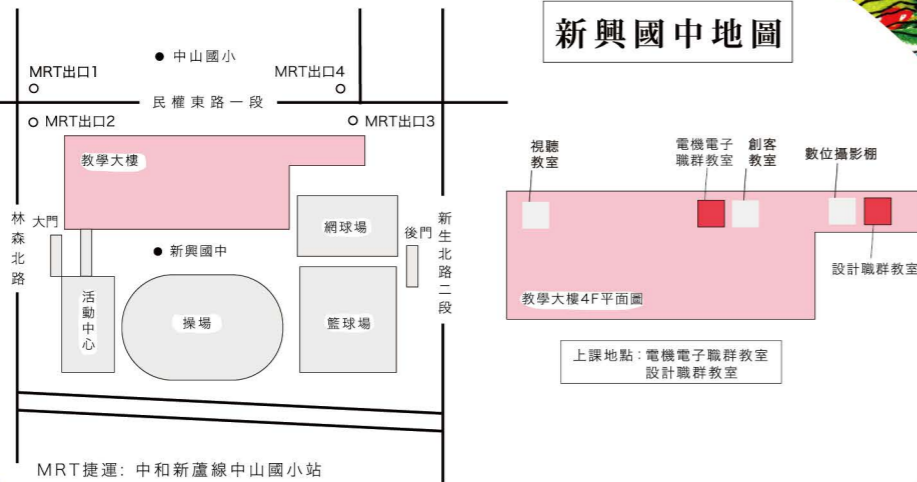 新興國中地圖
中山國小
MRT出口1
MRT出口4
民權東路一段
MRT出口2
MRT出口3
教學大樓
林森北路
大門
網球場
後門
新生北路二段
新興國中
活動中心
操場
籃球場
MRT捷運: 中和新蘆線中山國小站
視聽
教室
電機電子
職群教室
創客
教室
數位攝影棚
設計職群教室
教學大樓4F平面圖
上課地點：電機電子職群教室
設計職群教室